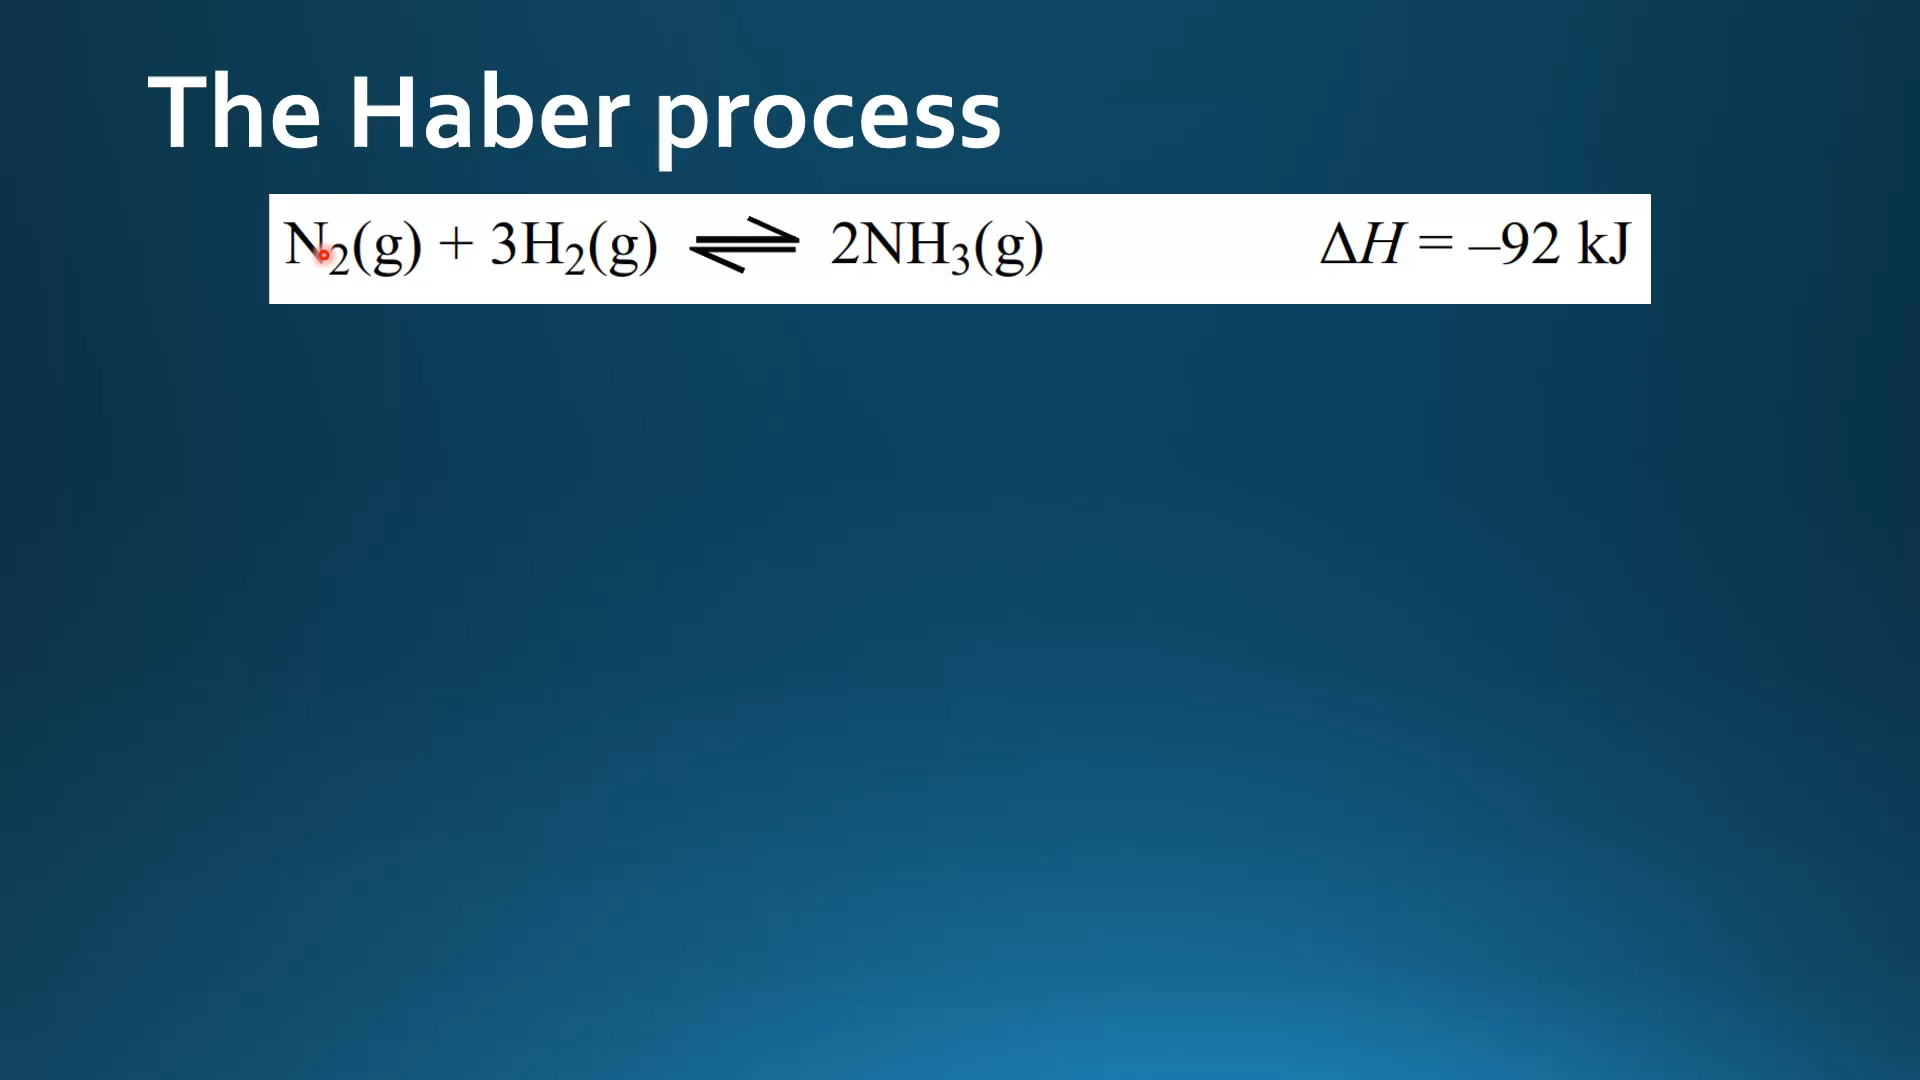 The Haber process
N₂(g) + 3H₂(g) ⇌ 2NH₃(g) ΔH = –92 kJ